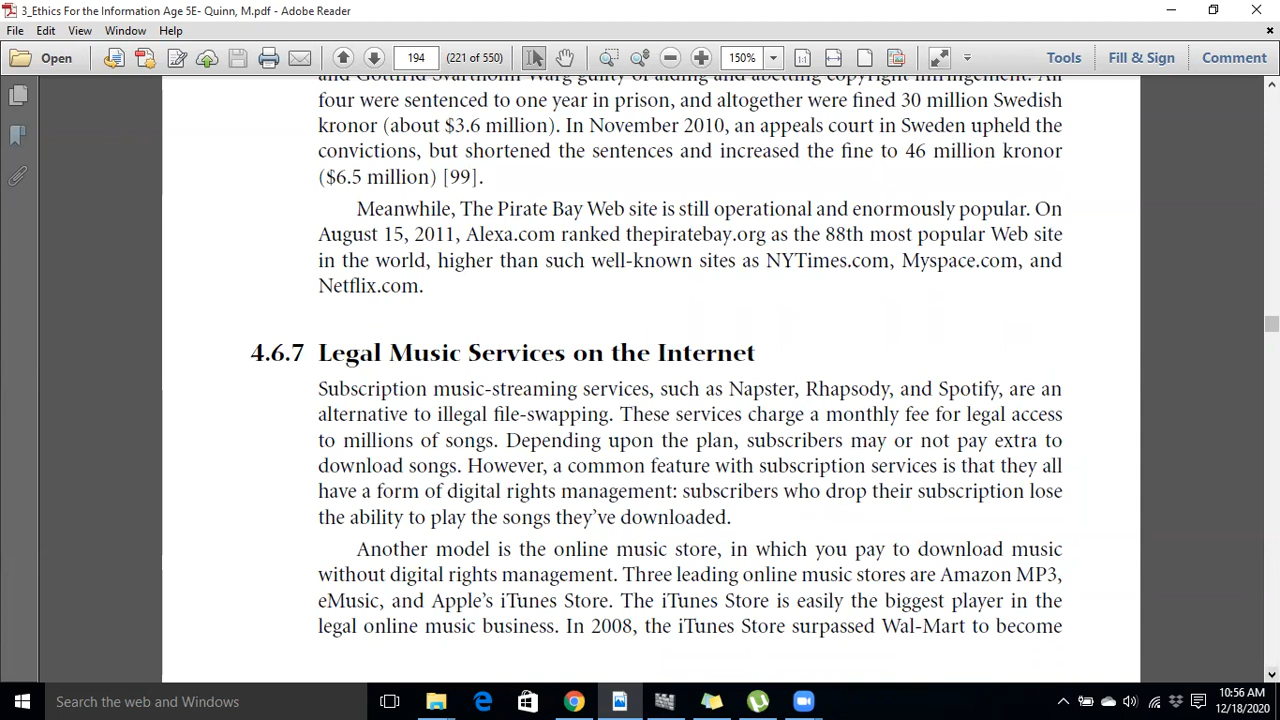 3_Ethics For the Information Age 5E- Quinn, M.pdf - Adobe Reader
File Edit View Window Help
Open 194 (221 of 550) 150% Tools Fill & Sign Comment
four were sentenced to one year in prison, and altogether were fined 30 million Swedish
kronor (about $3.6 million). In November 2010, an appeals court in Sweden upheld the
convictions, but shortened the sentences and increased the fine to 46 million kronor
($6.5 million) [99].
Meanwhile, The Pirate Bay Web site is still operational and enormously popular. On
August 15, 2011, Alexa.com ranked thepiratebay.org as the 88th most popular Web site
in the world, higher than such well-known sites as NYTimes.com, Myspace.com, and
Netflix.com.
4.6.7 Legal Music Services on the Internet
Subscription music-streaming services, such as Napster, Rhapsody, and Spotify, are an
alternative to illegal file-swapping. These services charge a monthly fee for legal access
to millions of songs. Depending upon the plan, subscribers may or not pay extra to
download songs. However, a common feature with subscription services is that they all
have a form of digital rights management: subscribers who drop their subscription lose
the ability to play the songs they've downloaded.
Another model is the online music store, in which you pay to download music
without digital rights management. Three leading online music stores are Amazon MP3,
eMusic, and Apple's iTunes Store. The iTunes Store is easily the biggest player in the
legal online music business. In 2008, the iTunes Store surpassed Wal-Mart to become
Search the web and Windows
10:56 AM
12/18/2020